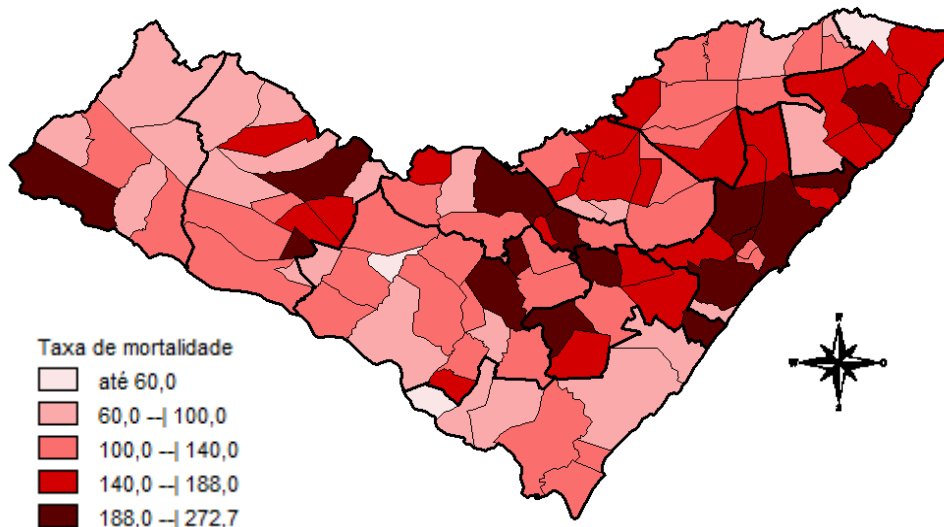 Taxa de mortalidade
até 60,0
60,0 --| 100,0
100,0 --| 140,0
140,0 --| 188,0
188,0 --| 272,7
N
W
O
S